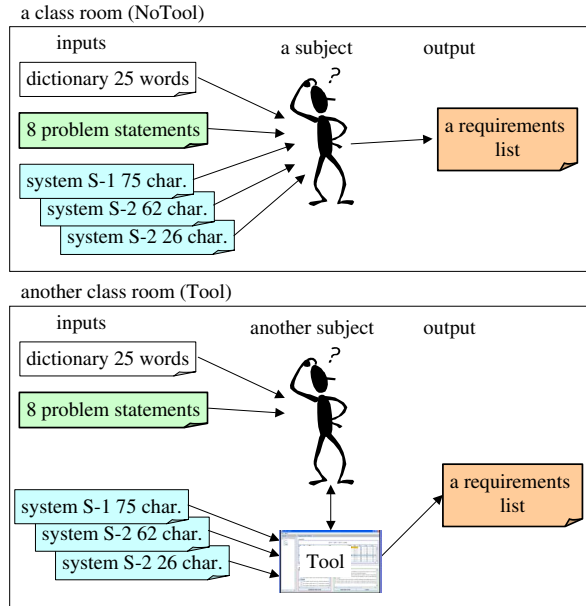 a class room (NoTool)
inputs
a subject
output
?
dictionary 25 words
8 problem statements
a requirements
list
system S-1 75 char.
system S-2 62 char.
system S-2 26 char.
another class room (Tool)
inputs
another subject
output
?
dictionary 25 words
8 problem statements
a requirements
list
system S-1 75 char.
system S-2 62 char.
system S-2 26 char.
Tool